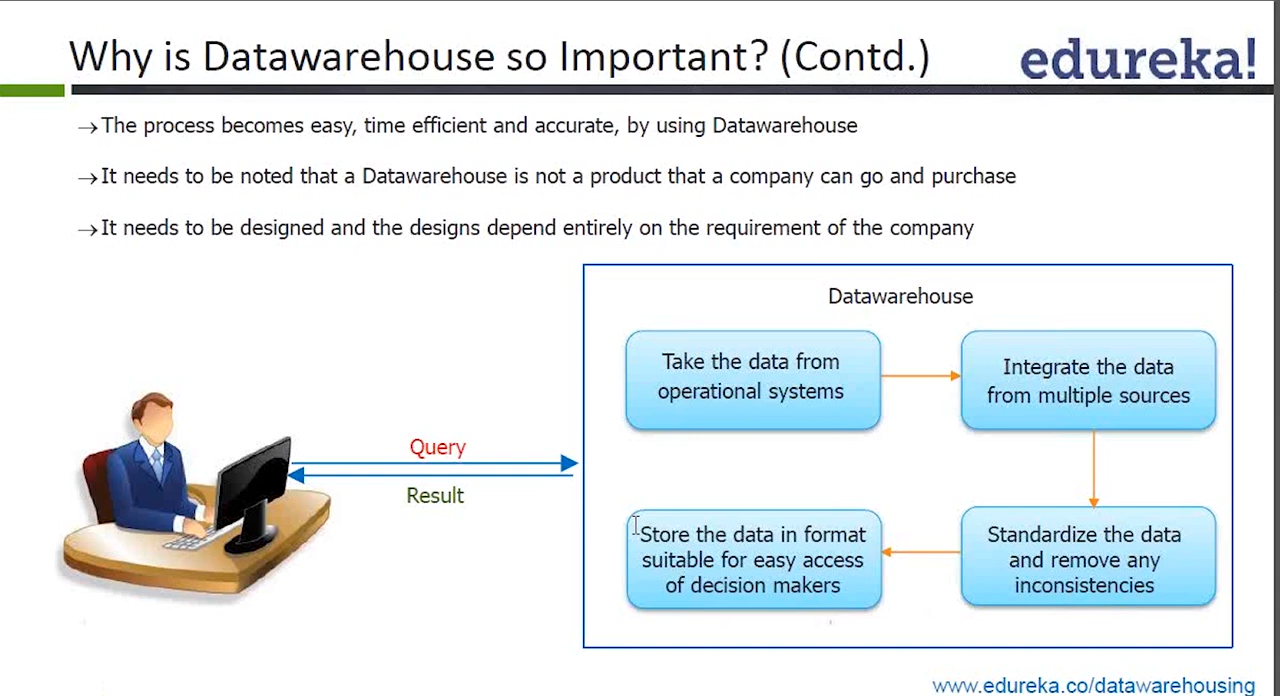 Why is Datawarehouse so Important? (Contd.)
edureka!
→The process becomes easy, time efficient and accurate, by using Datawarehouse
→It needs to be noted that a Datawarehouse is not a product that a company can go and purchase
→It needs to be designed and the designs depend entirely on the requirement of the company
Datawarehouse
Take the data from
operational systems
Integrate the data
from multiple sources
Query
Result
Store the data in format
suitable for easy access
of decision makers
Standardize the data
and remove any
inconsistencies
www.edureka.co/datawarehousing